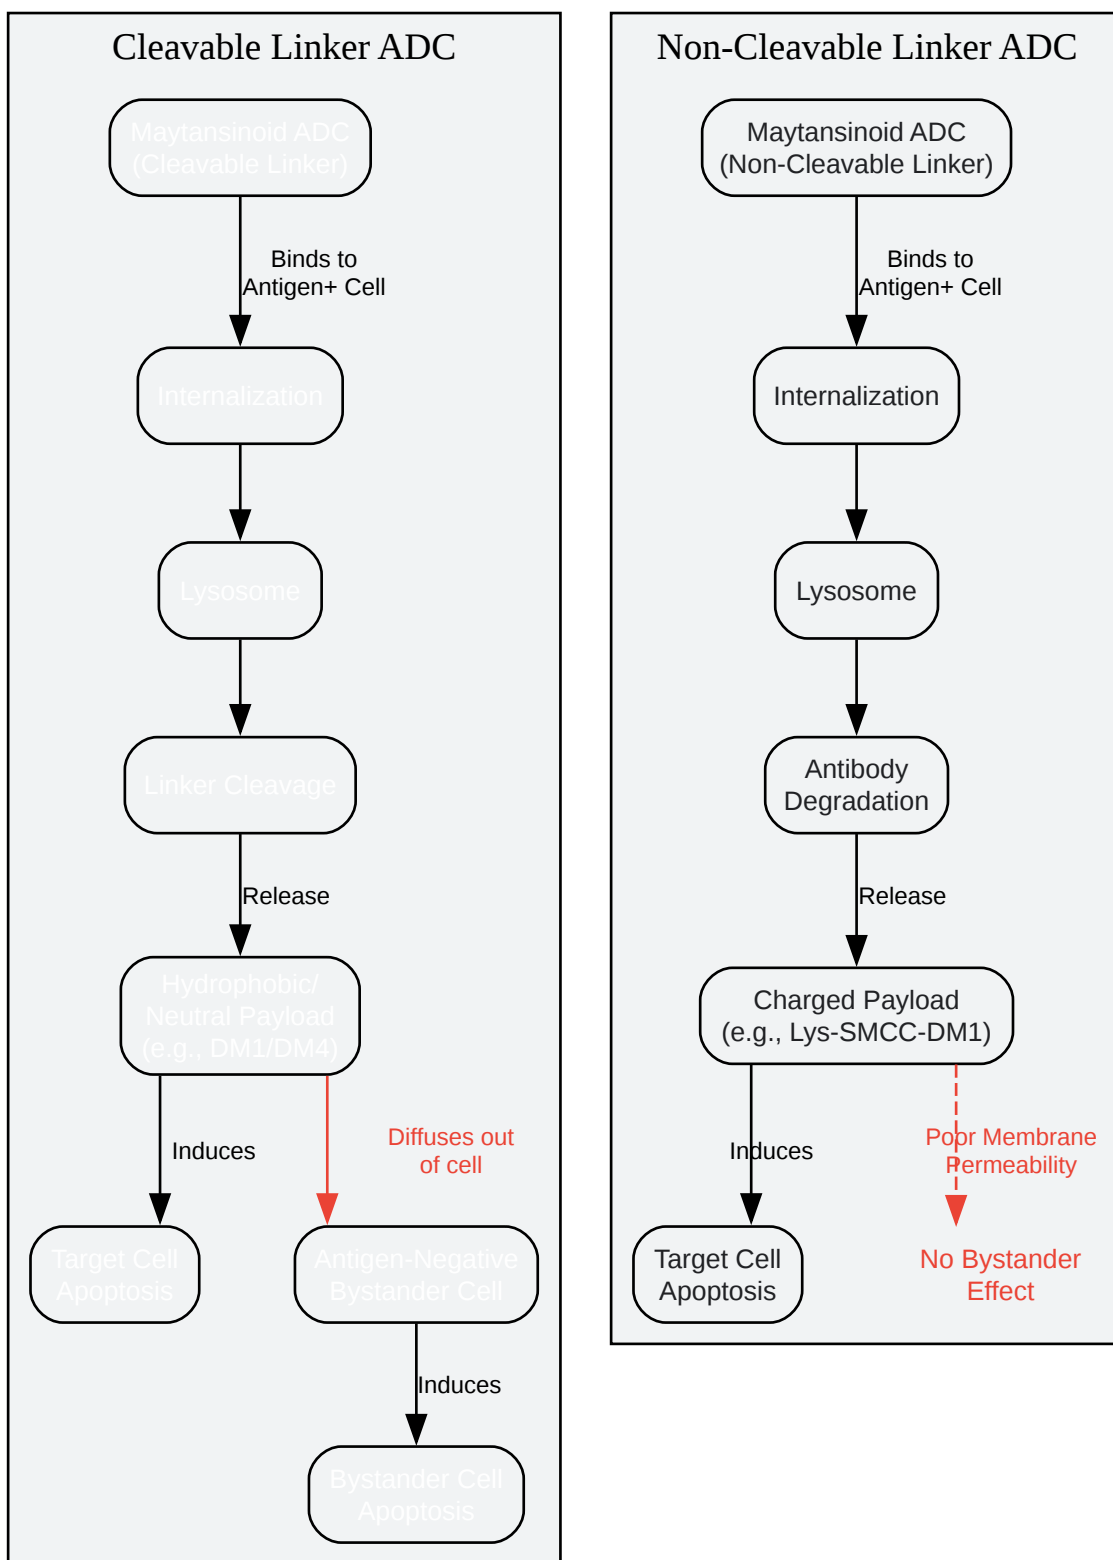 Cleavable Linker ADC
Maytansinoid ADC
(Cleavable Linker)
Binds to
Antigen+ Cell
Internalization
Lysosome
Linker Cleavage
Release
Hydrophobic/
Neutral Payload
(e.g., DM1/DM4)
Induces
Diffuses out
of cell
Target Cell
Apoptosis
Antigen-Negative
Bystander Cell
Induces
Bystander Cell
Apoptosis
Non-Cleavable Linker ADC
Maytansinoid ADC
(Non-Cleavable Linker)
Binds to
Antigen+ Cell
Internalization
Lysosome
Antibody
Degradation
Release
Charged Payload
(e.g., Lys-SMCC-DM1)
Induces
Poor Membrane
Permeability
Target Cell
Apoptosis
No Bystander
Effect